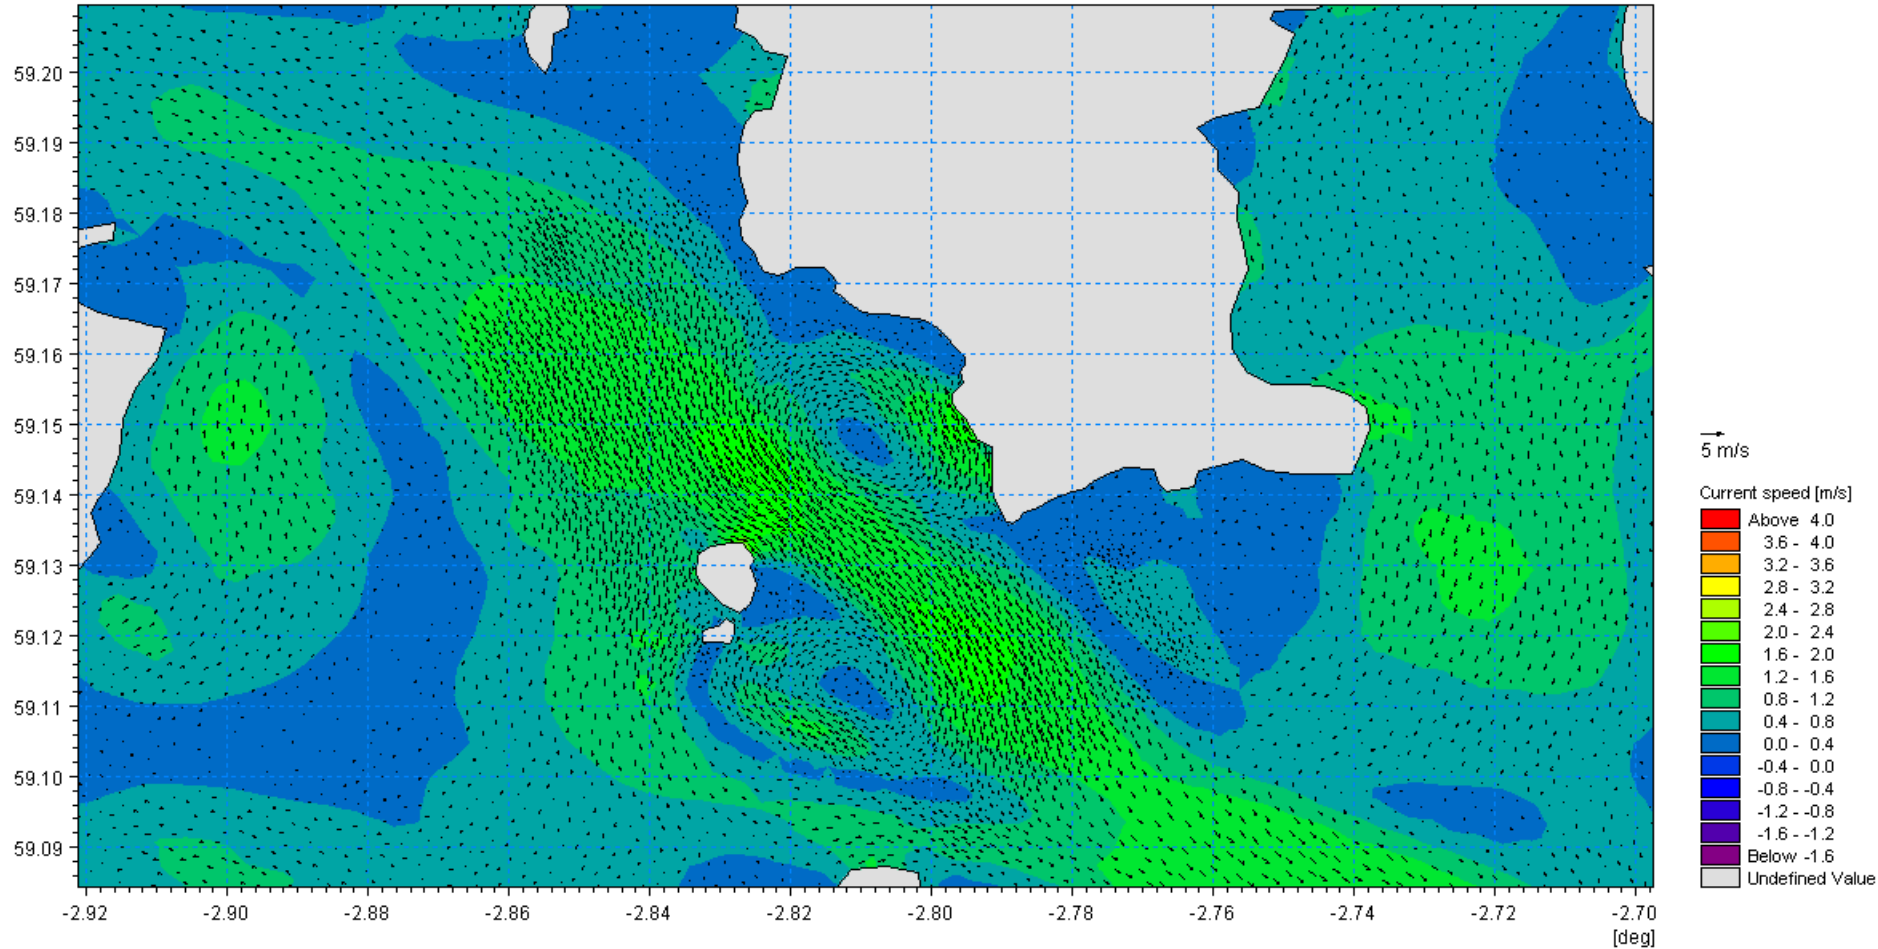 59.20
59.19
59.18
59.17
59.16
59.15
59.14
59.13
59.12
59.11
59.10
59.09
-2.92 -2.90 -2.88 -2.86 -2.84 -2.82 -2.80 -2.78 -2.76 -2.74 -2.72 -2.70
[deg]
5 m/s
Current speed [m/s]
Above 4.0
3.6 - 4.0
3.2 - 3.6
2.8 - 3.2
2.4 - 2.8
2.0 - 2.4
1.6 - 2.0
1.2 - 1.6
0.8 - 1.2
0.4 - 0.8
0.0 - 0.4
-0.4 - 0.0
-0.8 - -0.4
-1.2 - -0.8
-1.6 - -1.2
Below -1.6
Undefined Value